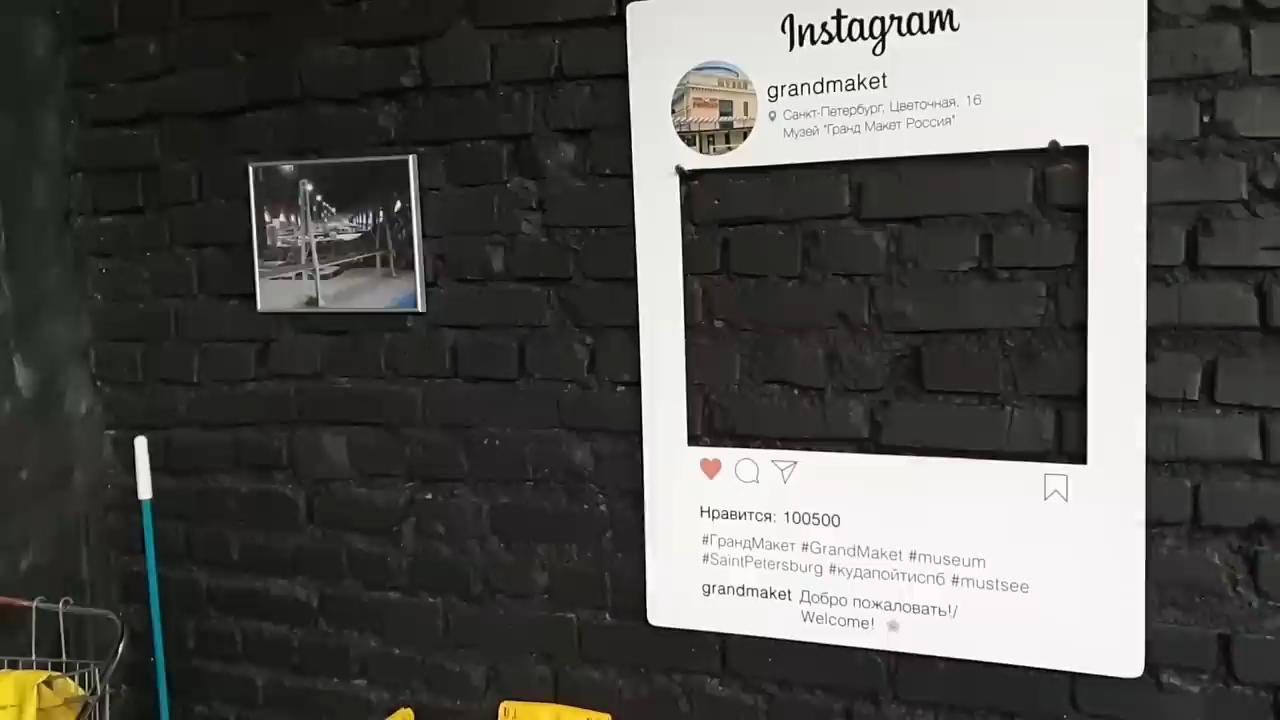 Instagram
grandmaket
Санкт-Петербург, Цветочная, 16
Музей "Гранд Макет Россия"
Нравится: 100500
#ГрандМакет #GrandMaket #museum
#SaintPetersburg #кудапойтиспб #mustsee
grandmaket Добро пожаловать!/
Welcome!